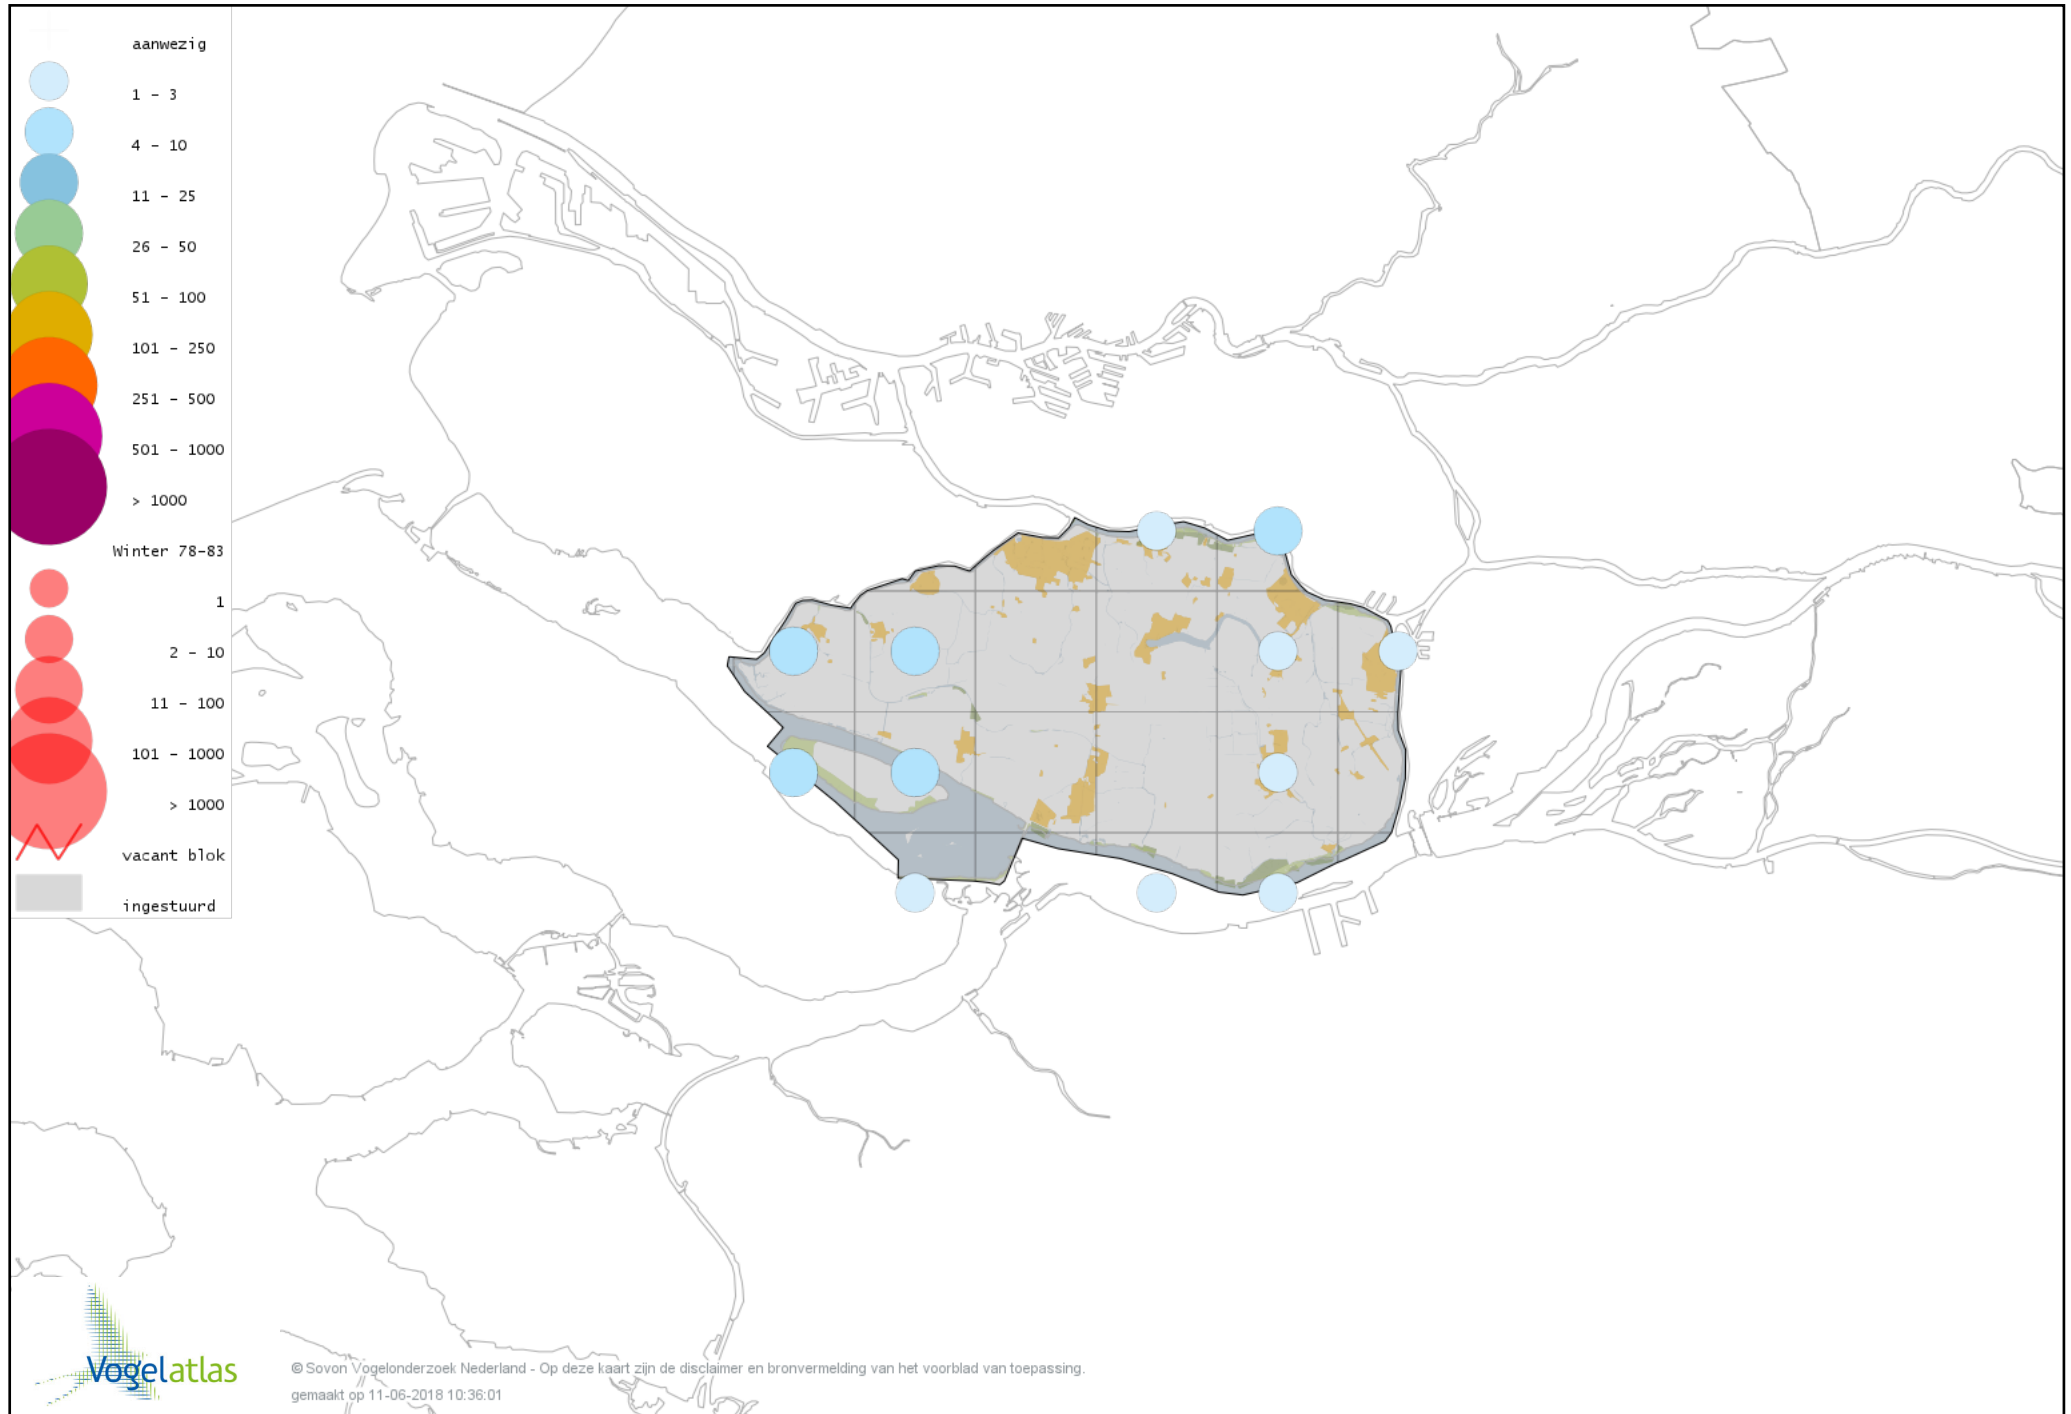 aanwezig
1 - 3
4 - 10
11 - 25
26 - 50
51 - 100
101 - 250
251 - 500
501 - 1000
> 1000
Winter 78-83
1
2 - 10
11 - 100
101 - 1000
> 1000
vacant blok
ingestuurd
Vogelatlas
© Sovon Vogelonderzoek Nederland - Op deze kaart zijn de disclaimer en bronvermelding van het voorblad van toepassing.
gemaakt op 11-06-2018 10:36:01